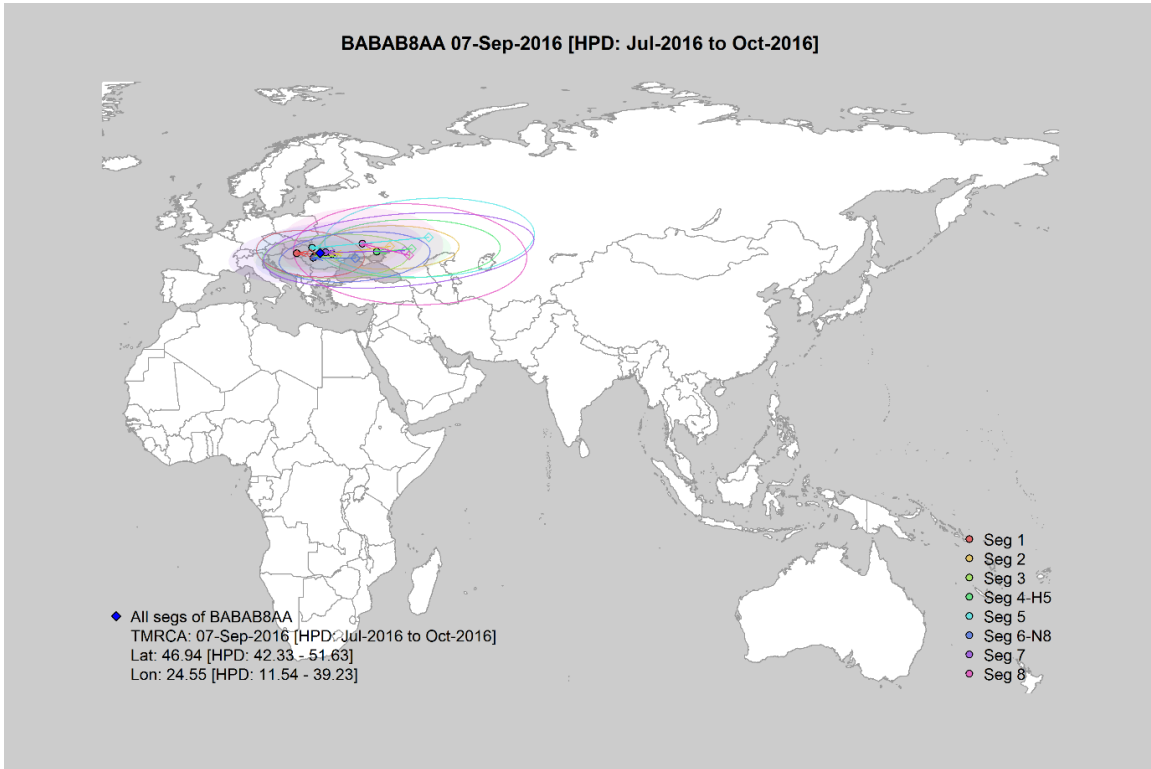 BABAB8AA 07-Sep-2016 [HPD: Jul-2016 to Oct-2016]
Seg 1
Seg 2
Seg 3
Seg 4-H5
Seg 5
Seg 6-N8
Seg 7
Seg 8
All segs of BABAB8AA
TMRCA: 07-Sep-2016 [HPD: Jul-2016 to Oct-2016]
Lat: 46.94 [HPD: 42.33 - 51.63]
Lon: 24.55 [HPD: 11.54 - 39.23]